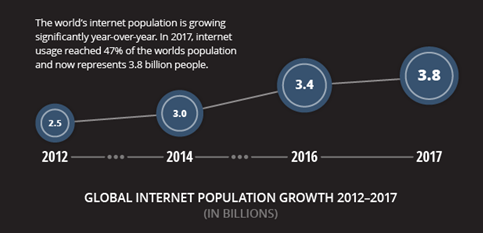 The world's internet population is growing
significantly year-over-year. In 2017, internet
usage reached 47% of the worlds population
and now represents 3.8 billion people.
2.5
3.0
3.4
3.8
2012
2014
2016
2017
GLOBAL INTERNET POPULATION GROWTH 2012–2017
(IN BILLIONS)